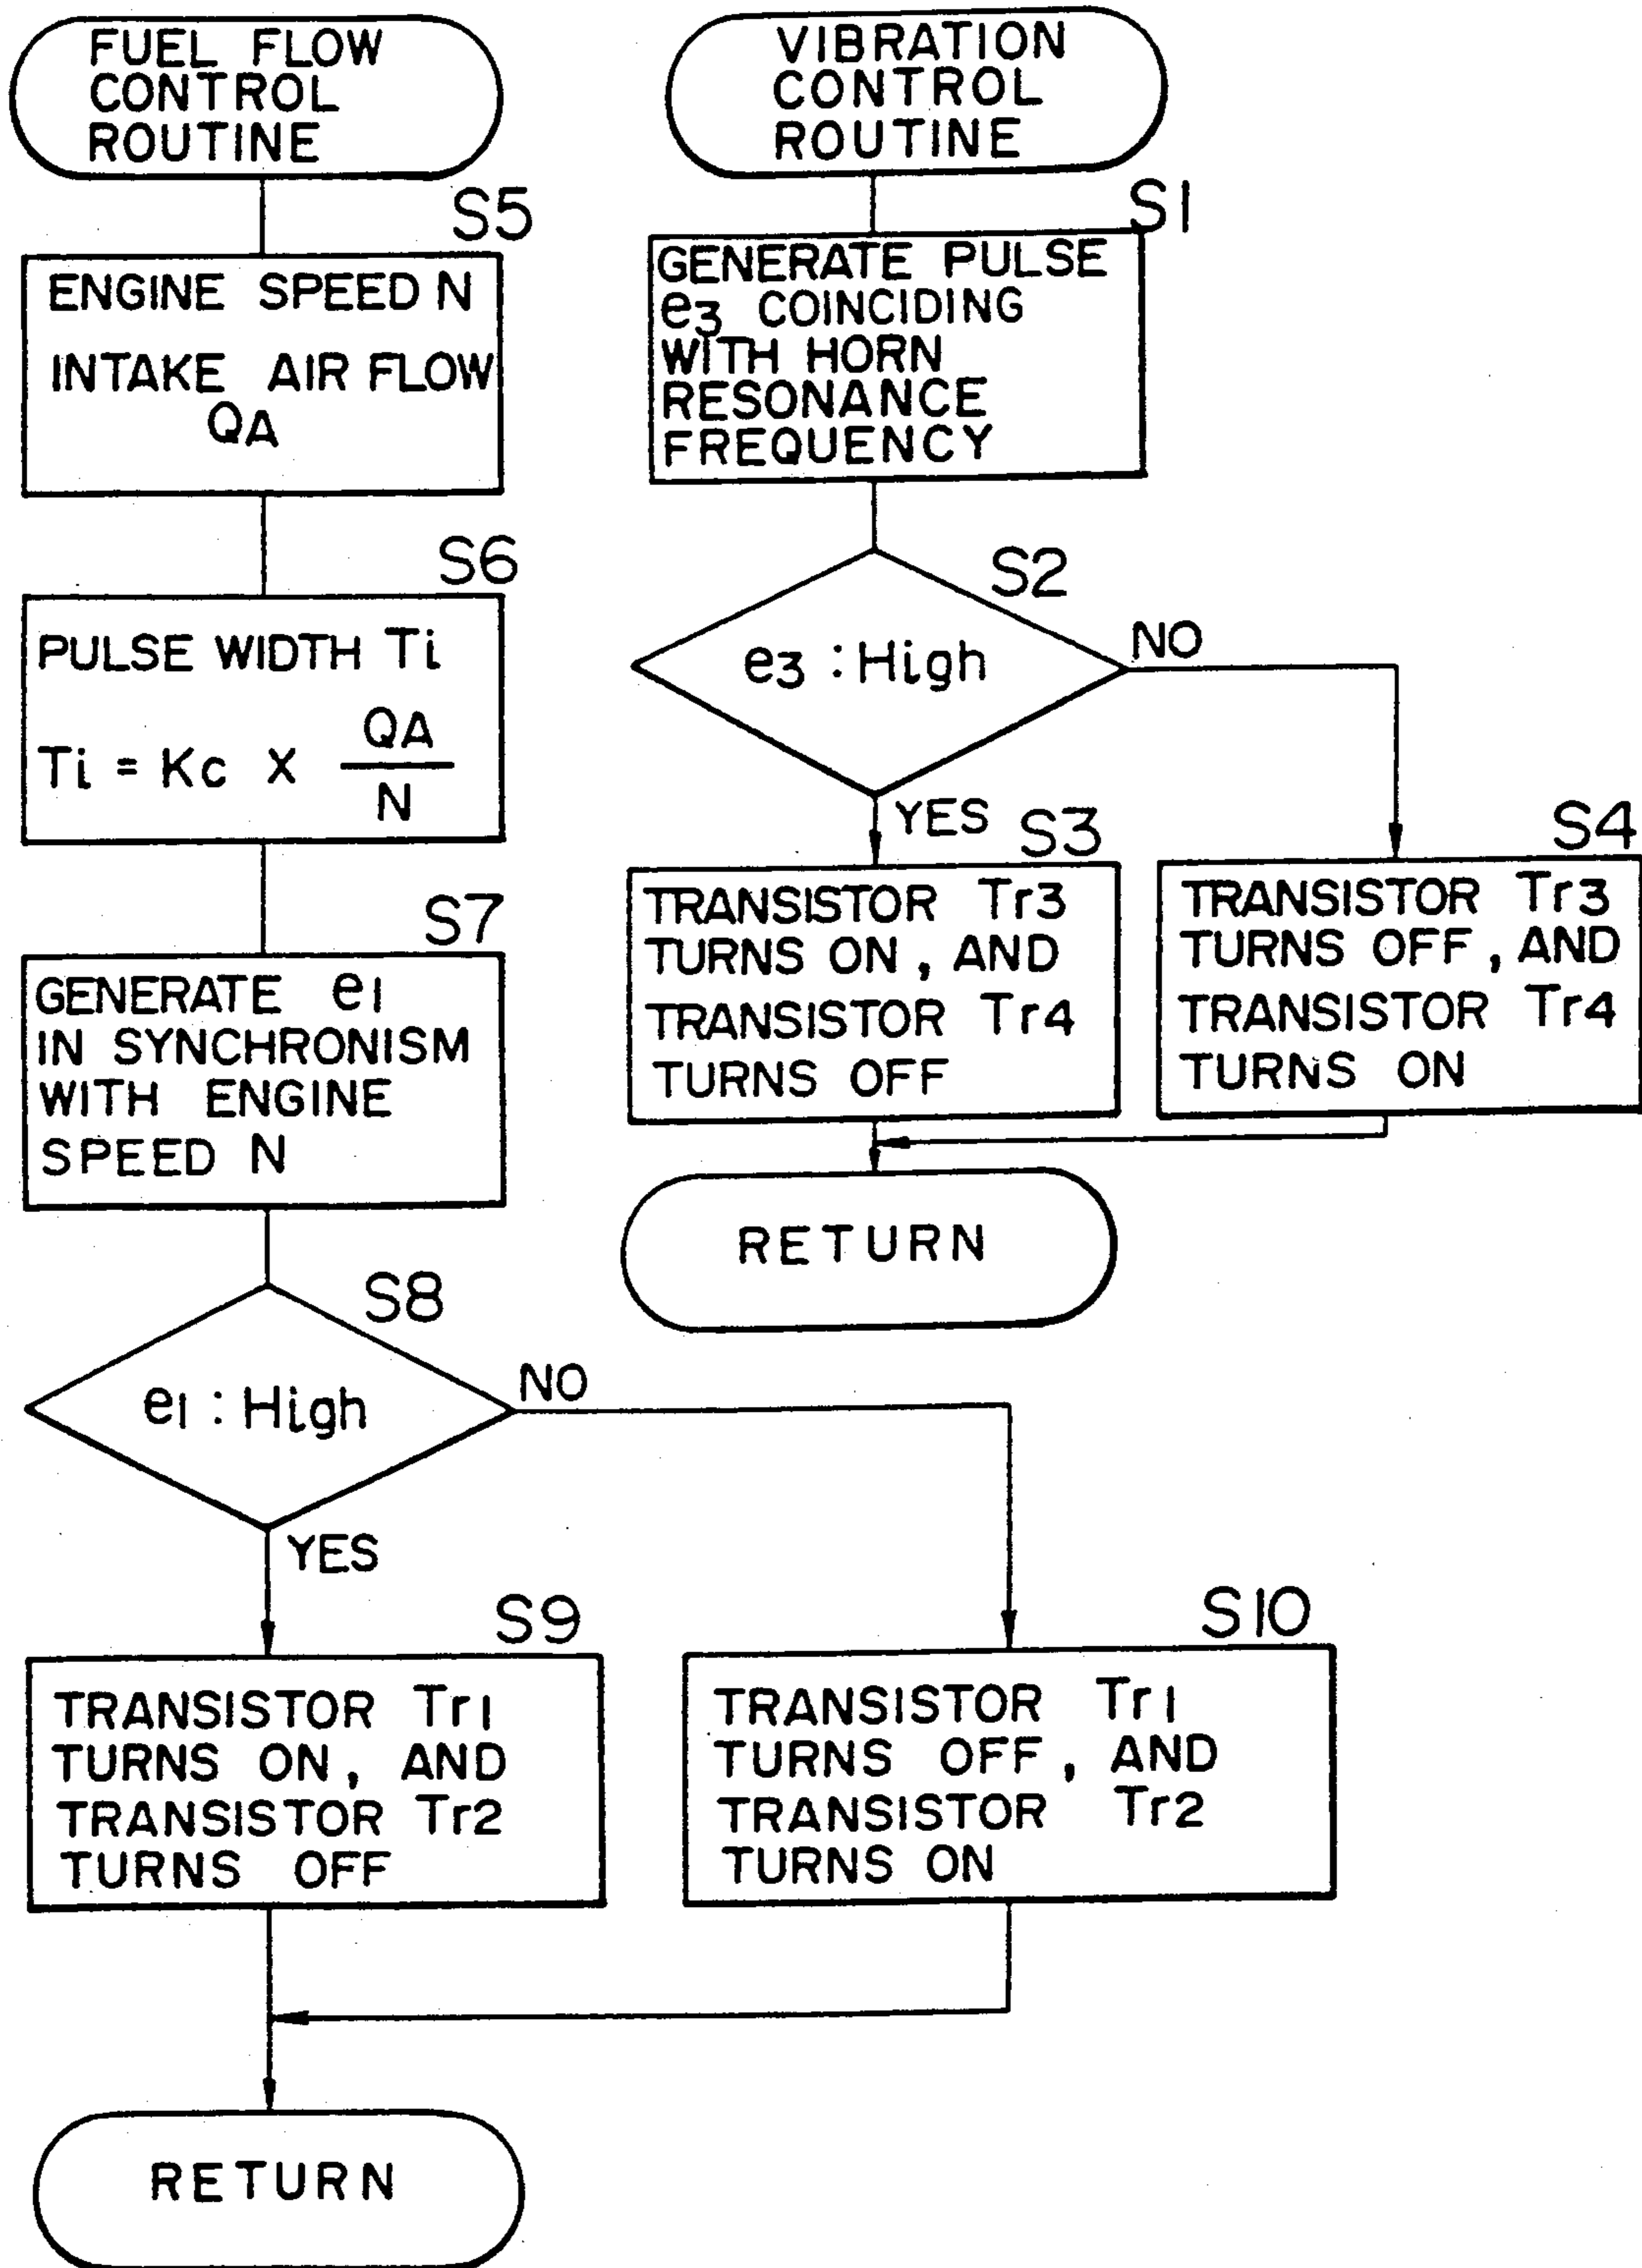 FUEL FLOW
CONTROL
ROUTINE
S5
ENGINE SPEED N
INTAKE AIR FLOW
QA
S6
PULSE WIDTH Ti
Ti = Kc x QA
N
S7
GENERATE e1
IN SYNCHRONISM
WITH ENGINE
SPEED N
S8
e1 : High
NO
YES
S9
TRANSISTOR Tr1
TURNS ON, AND
TRANSISTOR Tr2
TURNS OFF
S10
TRANSISTOR Tr1
TURNS OFF, AND
TRANSISTOR Tr2
TURNS ON
RETURN
VIBRATION
CONTROL
ROUTINE
S1
GENERATE PULSE
e3 COINCIDING
WITH HORN
RESONANCE
FREQUENCY
S2
e3 : High
NO
YES
S3
TRANSISTOR Tr3
TURNS ON, AND
TRANSISTOR Tr4
TURNS OFF
S4
TRANSISTOR Tr3
TURNS OFF, AND
TRANSISTOR Tr4
TURNS ON
RETURN